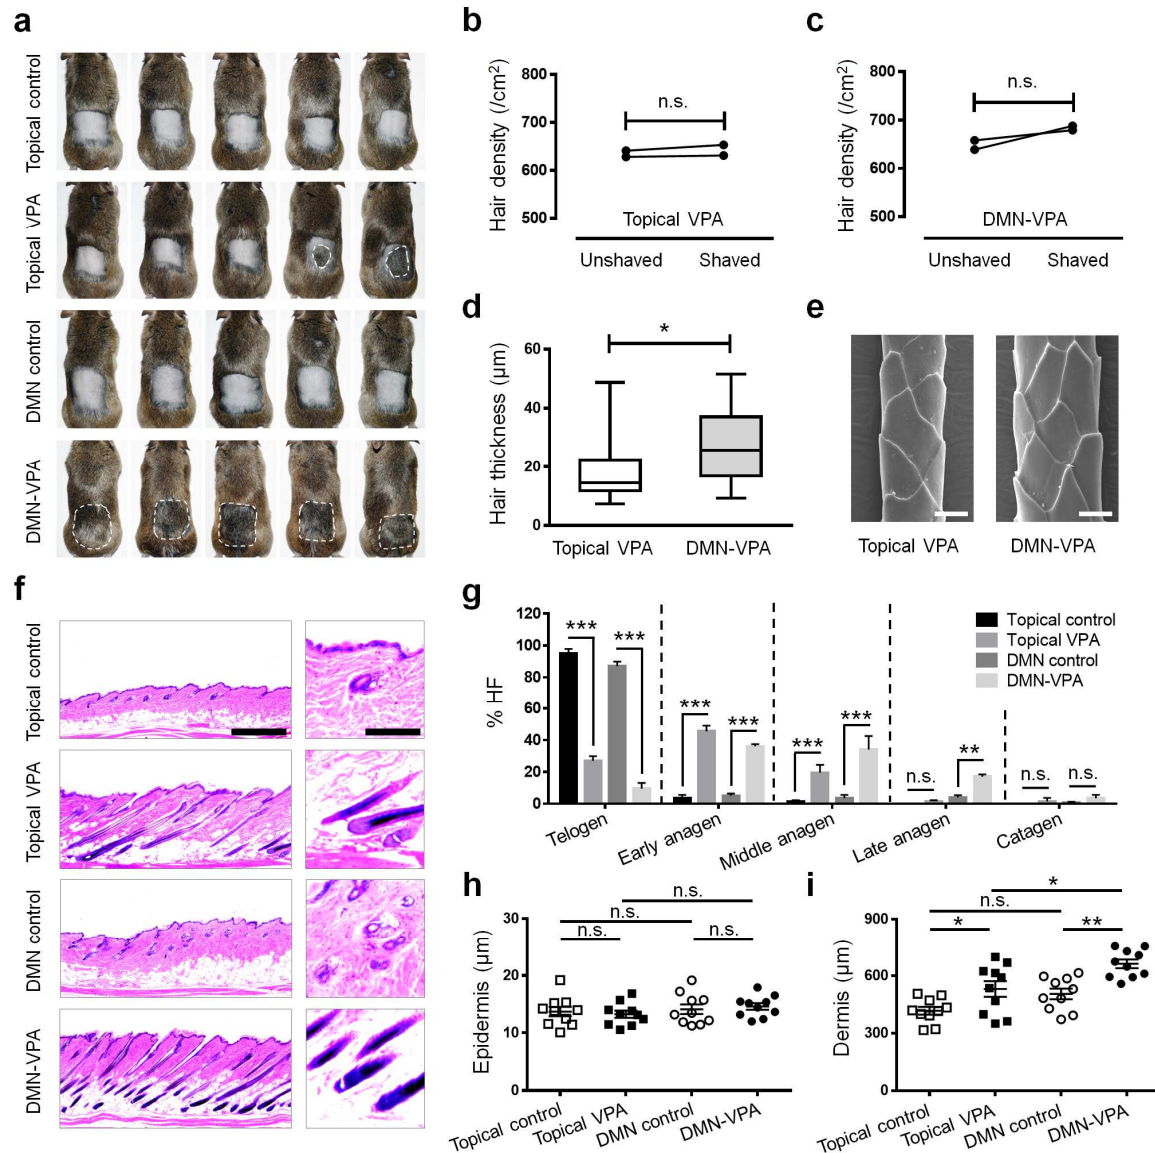 a
Topical control
Topical VPA
DMN control
DMN-VPA
b
Hair density (/cm²)
800
700
600
500
n.s.
Topical VPA
Unshaved Shaved
c
Hair density (/cm²)
800
700
600
500
n.s.
DMN-VPA
Unshaved Shaved
d
Hair thickness (μm)
60
40
20
0
*
Topical VPA DMN-VPA
e
Topical VPA DMN-VPA
f
Topical control
Topical VPA
DMN control
DMN-VPA
g
% HF
120
100
80
60
40
20
0
*** ***
*** ***
*** ***
n.s. **
n.s. n.s.
Topical control
Topical VPA
DMN control
DMN-VPA
Telogen
Early anagen
Middle anagen
Late anagen
Catagen
h
Epidermis (μm)
30
20
10
0
n.s.
n.s.
n.s. n.s.
Topical control
Topical VPA
DMN control
DMN-VPA
i
Dermis (μm)
900
600
300
0
*
n.s.
* **
Topical control
Topical VPA
DMN control
DMN-VPA